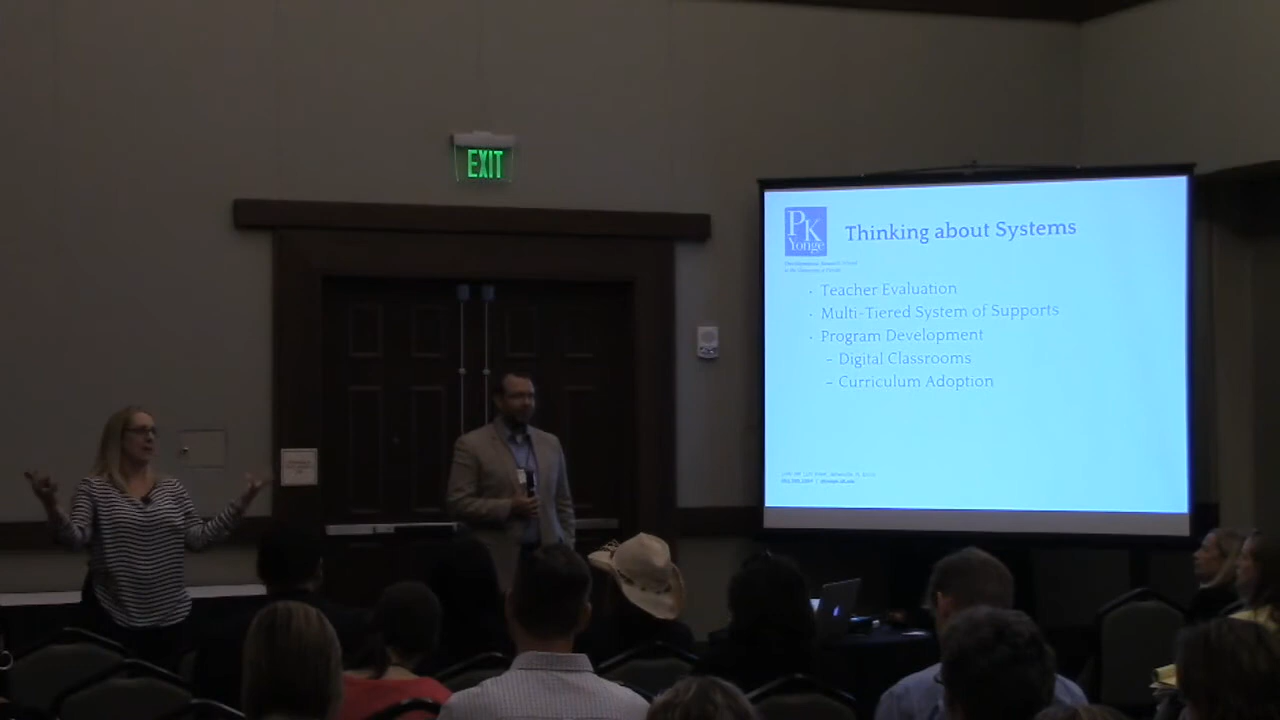 EXIT
PK
Yonge
Thinking about Systems
· Teacher Evaluation
· Multi-Tiered System of Supports
· Program Development
– Digital Classrooms
– Curriculum Adoption